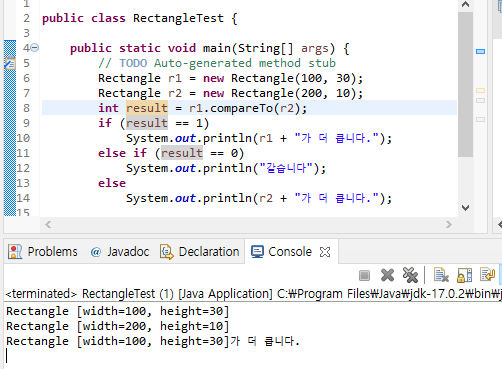 1
2 public class RectangleTest {
3
4 public static void main(String[] args) {
5 // TODO Auto-generated method stub
6 Rectangle r1 = new Rectangle(100, 30);
7 Rectangle r2 = new Rectangle(200, 10);
8 int result = r1.compareTo(r2);
9 if (result == 1)
10 System.out.println(r1 + "가 더 큽니다.");
11 else if (result == 0)
12 System.out.println("같습니다");
13 else
14 System.out.println(r2 + "가 더 큽니다.");
15
Problems @ Javadoc Declaration Console
<terminated> RectangleTest (1) [Java Application] C:₩Program Files₩Java₩jdk-17.0.2₩bin₩j
Rectangle [width=100, height=30]
Rectangle [width=200, height=10]
Rectangle [width=100, height=30]가 더 큽니다.